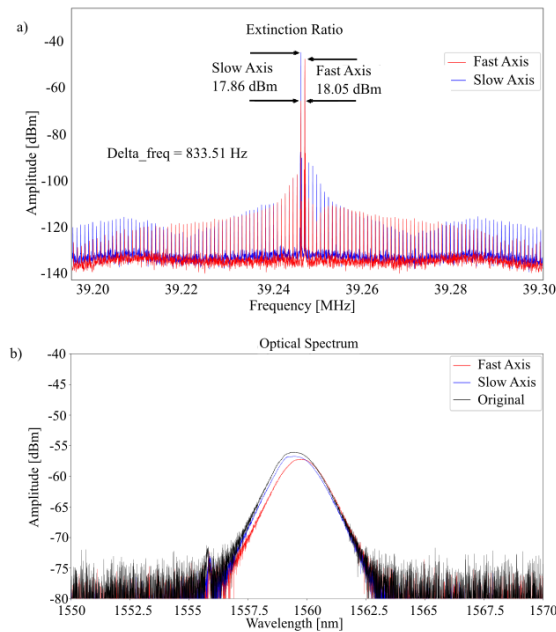 a)
Extinction Ratio
-40
-60
-80
-100
-120
-140
Amplitude [dBm]
Slow Axis
17.86 dBm
Fast Axis
18.05 dBm
Fast Axis
Slow Axis
Delta_freq = 833.51 Hz
39.20 39.22 39.24 39.26 39.28 39.30
Frequency [MHz]
b)
Optical Spectrum
-40
-45
-50
-55
-60
-65
-70
-75
-80
Amplitude [dBm]
Fast Axis
Slow Axis
Original
1550 1552.5 1555 1557.5 1560 1562.5 1565 1567.5 1570
Wavelength [nm]